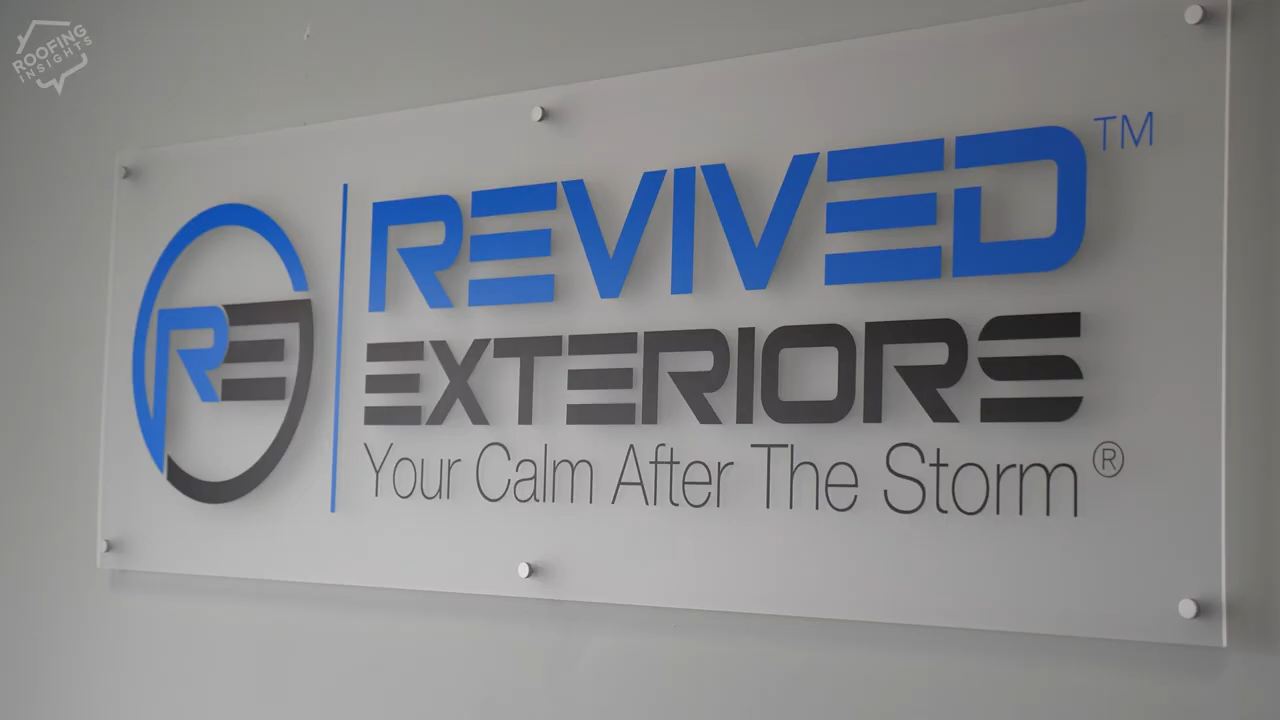 ROOFING
INSIGHTS
RE
REVIVED™
EXTERIORS
Your Calm After The Storm®